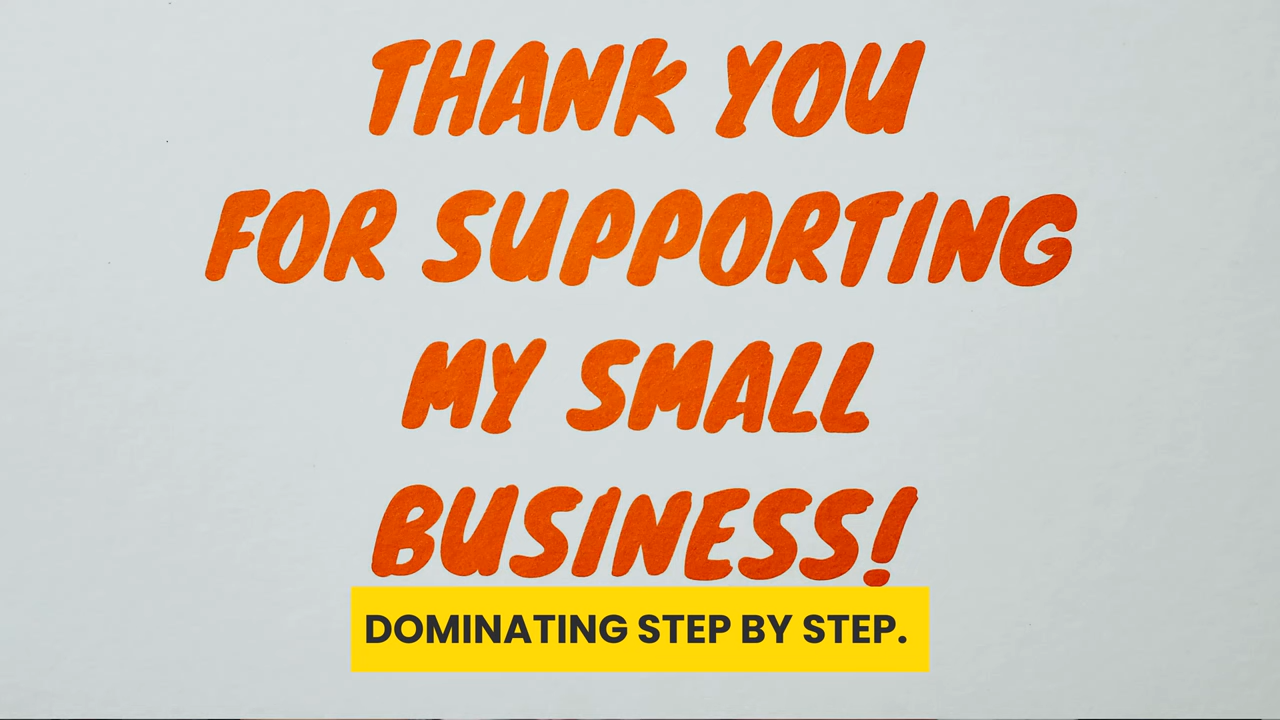 THANK YOU
FOR SUPPORTING
MY SMALL
BUSINESS!
DOMINATING STEP BY STEP.